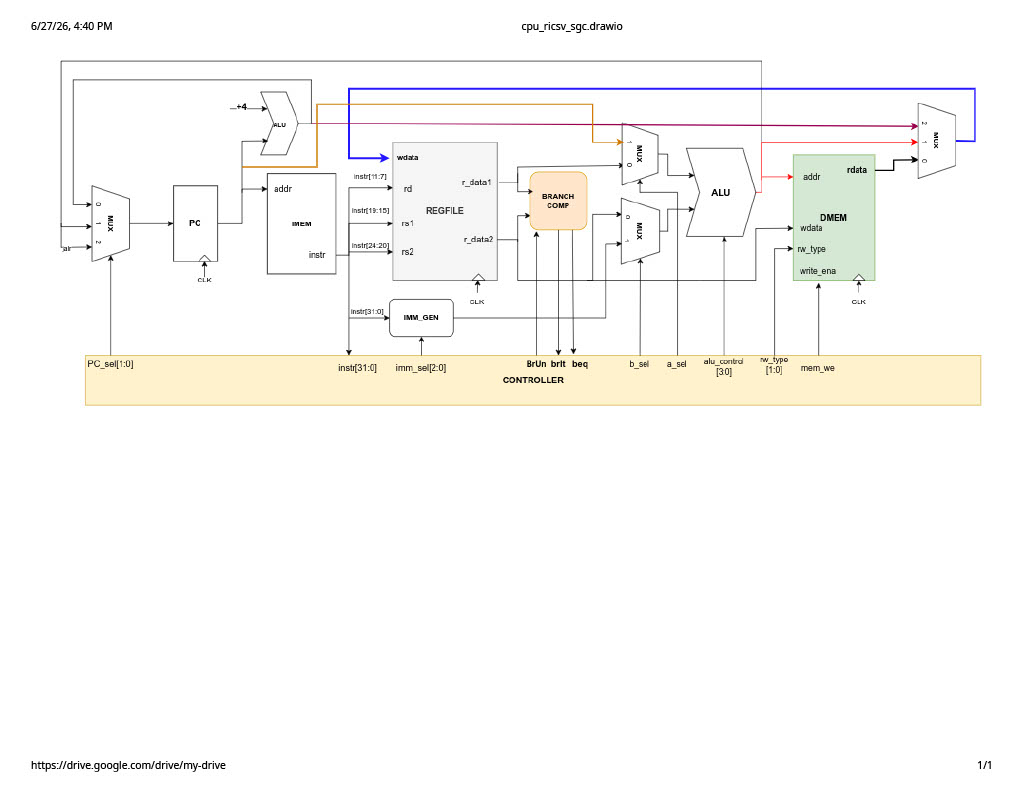 6/27/26, 4:40 PM
cpu_ricsv_sgc.drawio
+4
ALU
wdata
2
1
0
MUX
rdata
instr[11:7]
rd
r_data1
REGFILE
instr[19:15]
rs1
instr[24:20]
rs2
r_data2
CLK
addr
IMEM
instr
0
1
2
MUX
jalr
PC
CLK
BRANCH
COMP
1
0
MUX
0
1
MUX
ALU
addr
DMEM
wdata
rw_type
write_ena
CLK
instr[31:0]
IMM_GEN
PC_sel[1:0]
instr[31:0]
imm_sel[2:0]
BrUn brlt beq
b_sel
a_sel
alu_control
[3:0]
rw_type
[1:0]
mem_we
CONTROLLER
https://drive.google.com/drive/my-drive
1/1